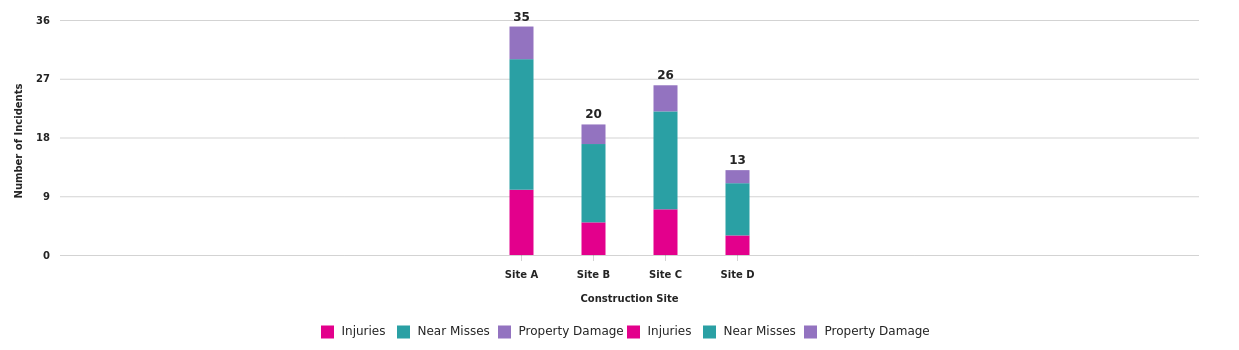 35
36
27
26
20
18
13
9
0
Number of Incidents
Site A Site B Site C Site D
Construction Site
Injuries Near Misses Property Damage Injuries Near Misses Property Damage